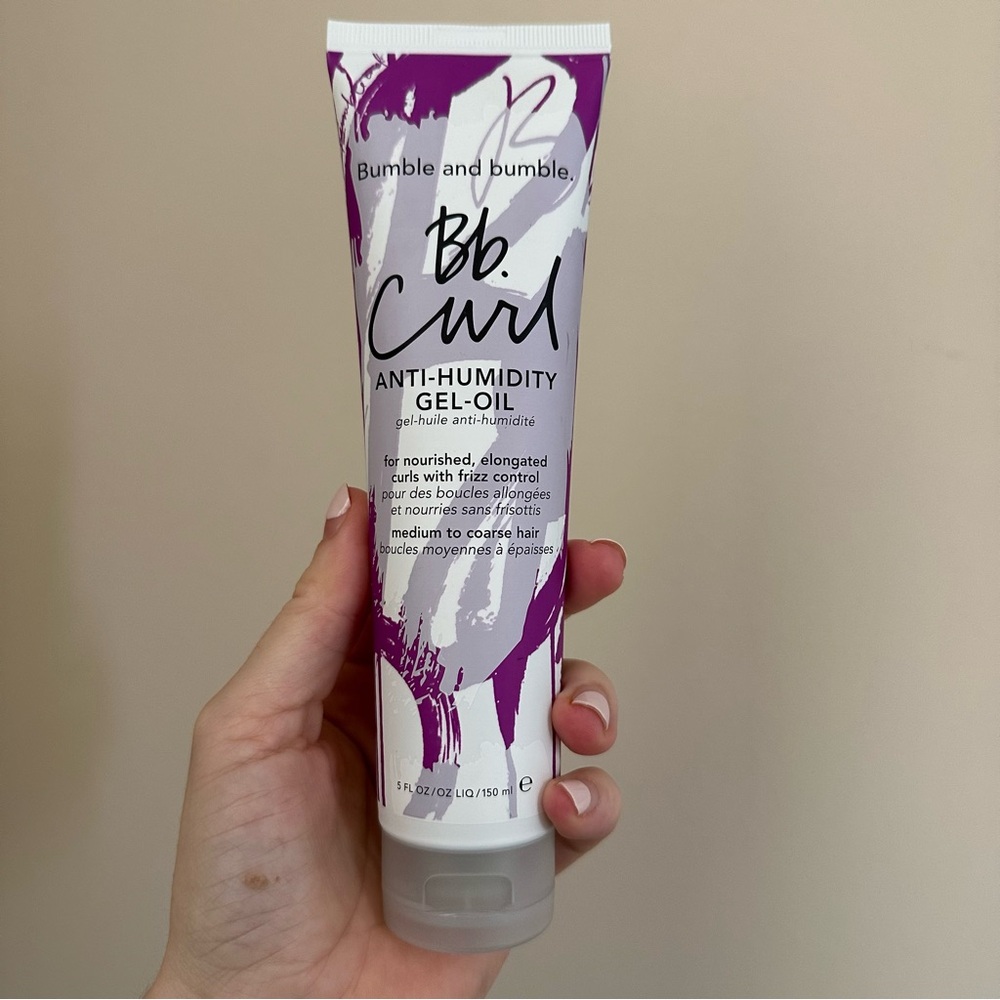 Bumble and bumble.
Bb.
Curl
ANTI-HUMIDITY
GEL-OIL
gel-huile anti-humidité
for nourished, elongated
curls with frizz control
pour des boucles allongées
et nourries sans frisottis
medium to coarse hair
boucles moyennes à épaisses
5 FL OZ/OZ LIQ/150 ml e